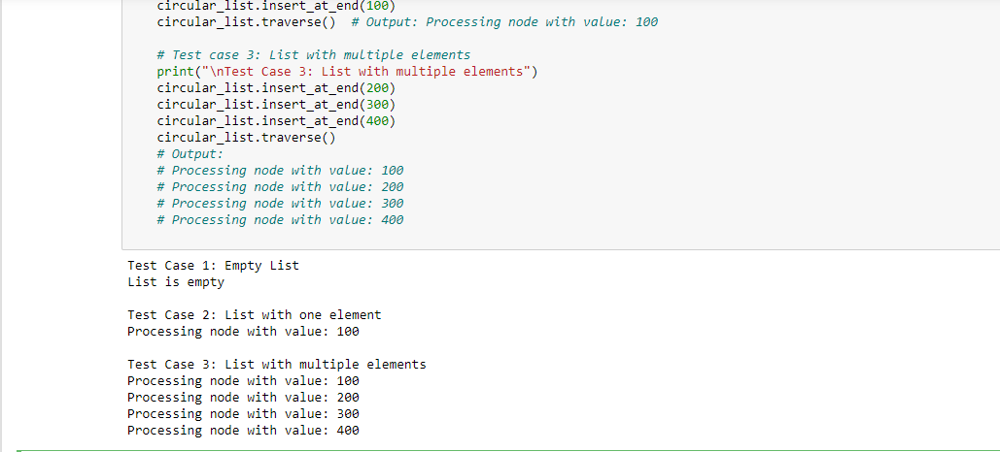 circular_list.insert_at_end(100)
circular_list.traverse()  # Output: Processing node with value: 100
# Test case 3: List with multiple elements
print("\nTest Case 3: List with multiple elements")
circular_list.insert_at_end(200)
circular_list.insert_at_end(300)
circular_list.insert_at_end(400)
circular_list.traverse()
# Output:
# Processing node with value: 100
# Processing node with value: 200
# Processing node with value: 300
# Processing node with value: 400
Test Case 1: Empty List
List is empty
Test Case 2: List with one element
Processing node with value: 100
Test Case 3: List with multiple elements
Processing node with value: 100
Processing node with value: 200
Processing node with value: 300
Processing node with value: 400